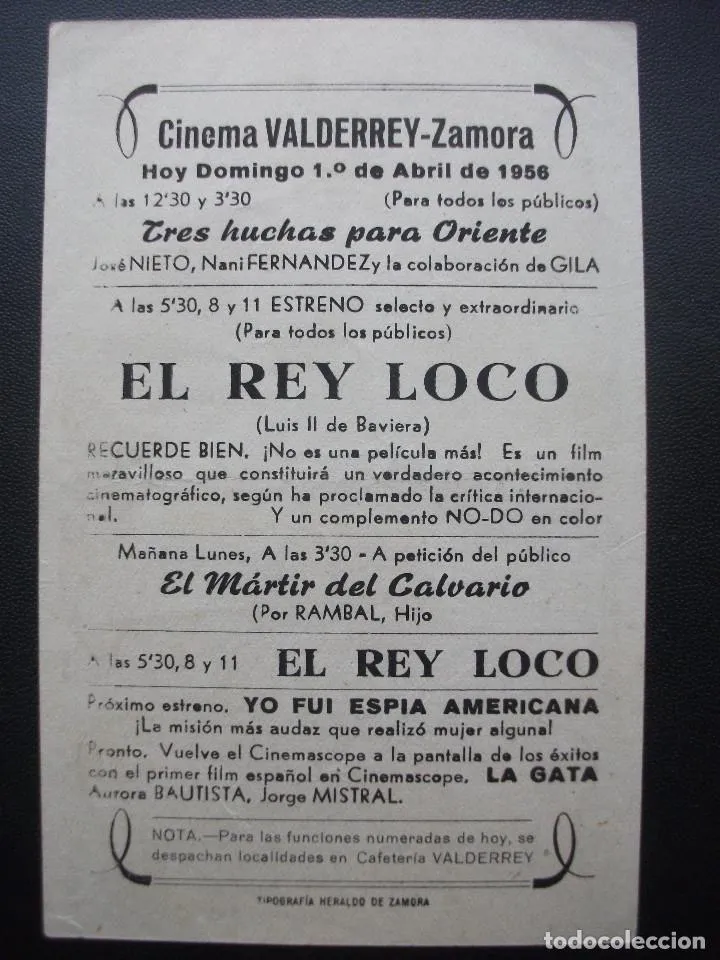 Cinema VALDERREY-Zamora
Hoy Domingo 1.º de Abril de 1956
A las 12'30 y 3'30 (Para todos los públicos)
Tres huchas para Oriente
José NIETO, Nani FERNANDEZ y la colaboración de GILA
A las 5'30, 8 y 11 ESTRENO selecto y extraordinario
(Para todos los públicos)
EL REY LOCO
(Luis II de Baviera)
RECUERDE BIEN. ¡No es una película más! Es un film
maravilloso que constituirá un verdadero acontecimiento
cinematográfico, según ha proclamado la crítica internacio-
nal. Y un complemento NO-DO en color
Mañana Lunes, A las 3'30 - A petición del público
El Mártir del Calvario
(Por RAMBAL, Hijo
A las 5'30, 8 y 11 EL REY LOCO
Próximo estreno. YO FUI ESPIA AMERICANA
¡La misión más audaz que realizó mujer alguna!
Pronto. Vuelve el Cinemascope a la pantalla de los éxitos
con el primer film español en Cinemascope. LA GATA
Aurora BAUTISTA, Jorge MISTRAL.
NOTA.—Para las funciones numeradas de hoy, se
despachan localidades en Cafetería VALDERREY
TIPOGRAFÍA HERALDO DE ZAMORA
todocoleccion